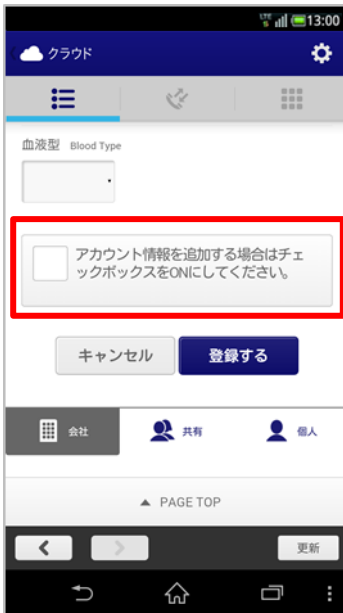 LTE 13:00
クラウド
血液型 Blood Type
アカウント情報を追加する場合はチェ
ックボックスをONにしてください。
キャンセル 登録する
会社 共有 個人
▲ PAGE TOP
更新